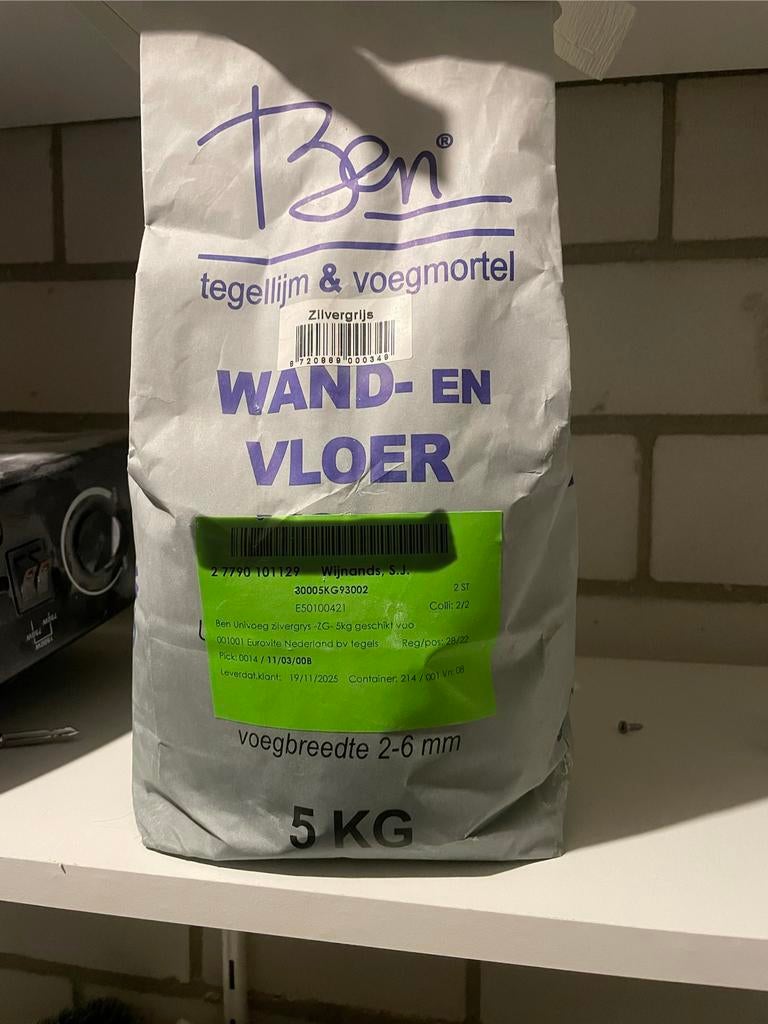 Ben®
tegellijm & voegmortel
Zilvergrijs
8 720869 000349
WAND- EN
VLOER
2 7790 101129 Wijnands, S.J.
30005KG93002 2 ST
E50100421 Colli: 2/2
Ben Univoeg zilvergrys -ZG- 5kg geschikt voo
001001 Eurovite Nederland bv tegels Reg/pos: 28/22
Pick: 0014 / 11/03/00B
Leverdat.klant: 19/11/2025 Container: 214 / 001 Vn: 08
voegbreedte 2-6 mm
5 KG